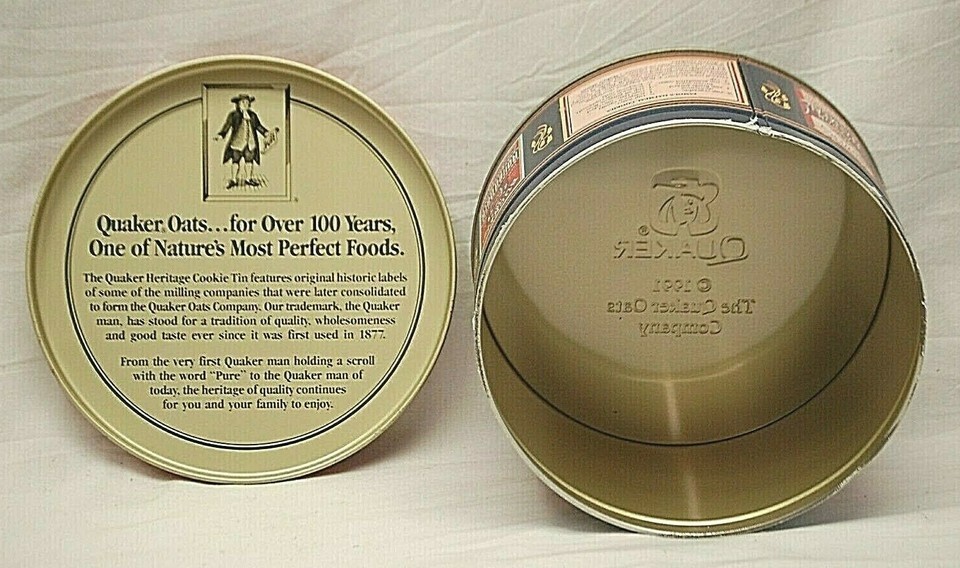 Quaker Oats...for Over 100 Years,
One of Nature's Most Perfect Foods.
The Quaker Heritage Cookie Tin features original historic labels
of some of the milling companies that were later consolidated
to form the Quaker Oats Company. Our trademark, the Quaker
man, has stood for a tradition of quality, wholesomeness
and good taste ever since it was first used in 1877.
From the very first Quaker man holding a scroll
with the word "Pure" to the Quaker man of
today, the heritage of quality continues
for you and your family to enjoy.
QUAKER®
© 1991
The Quaker Oats
Company